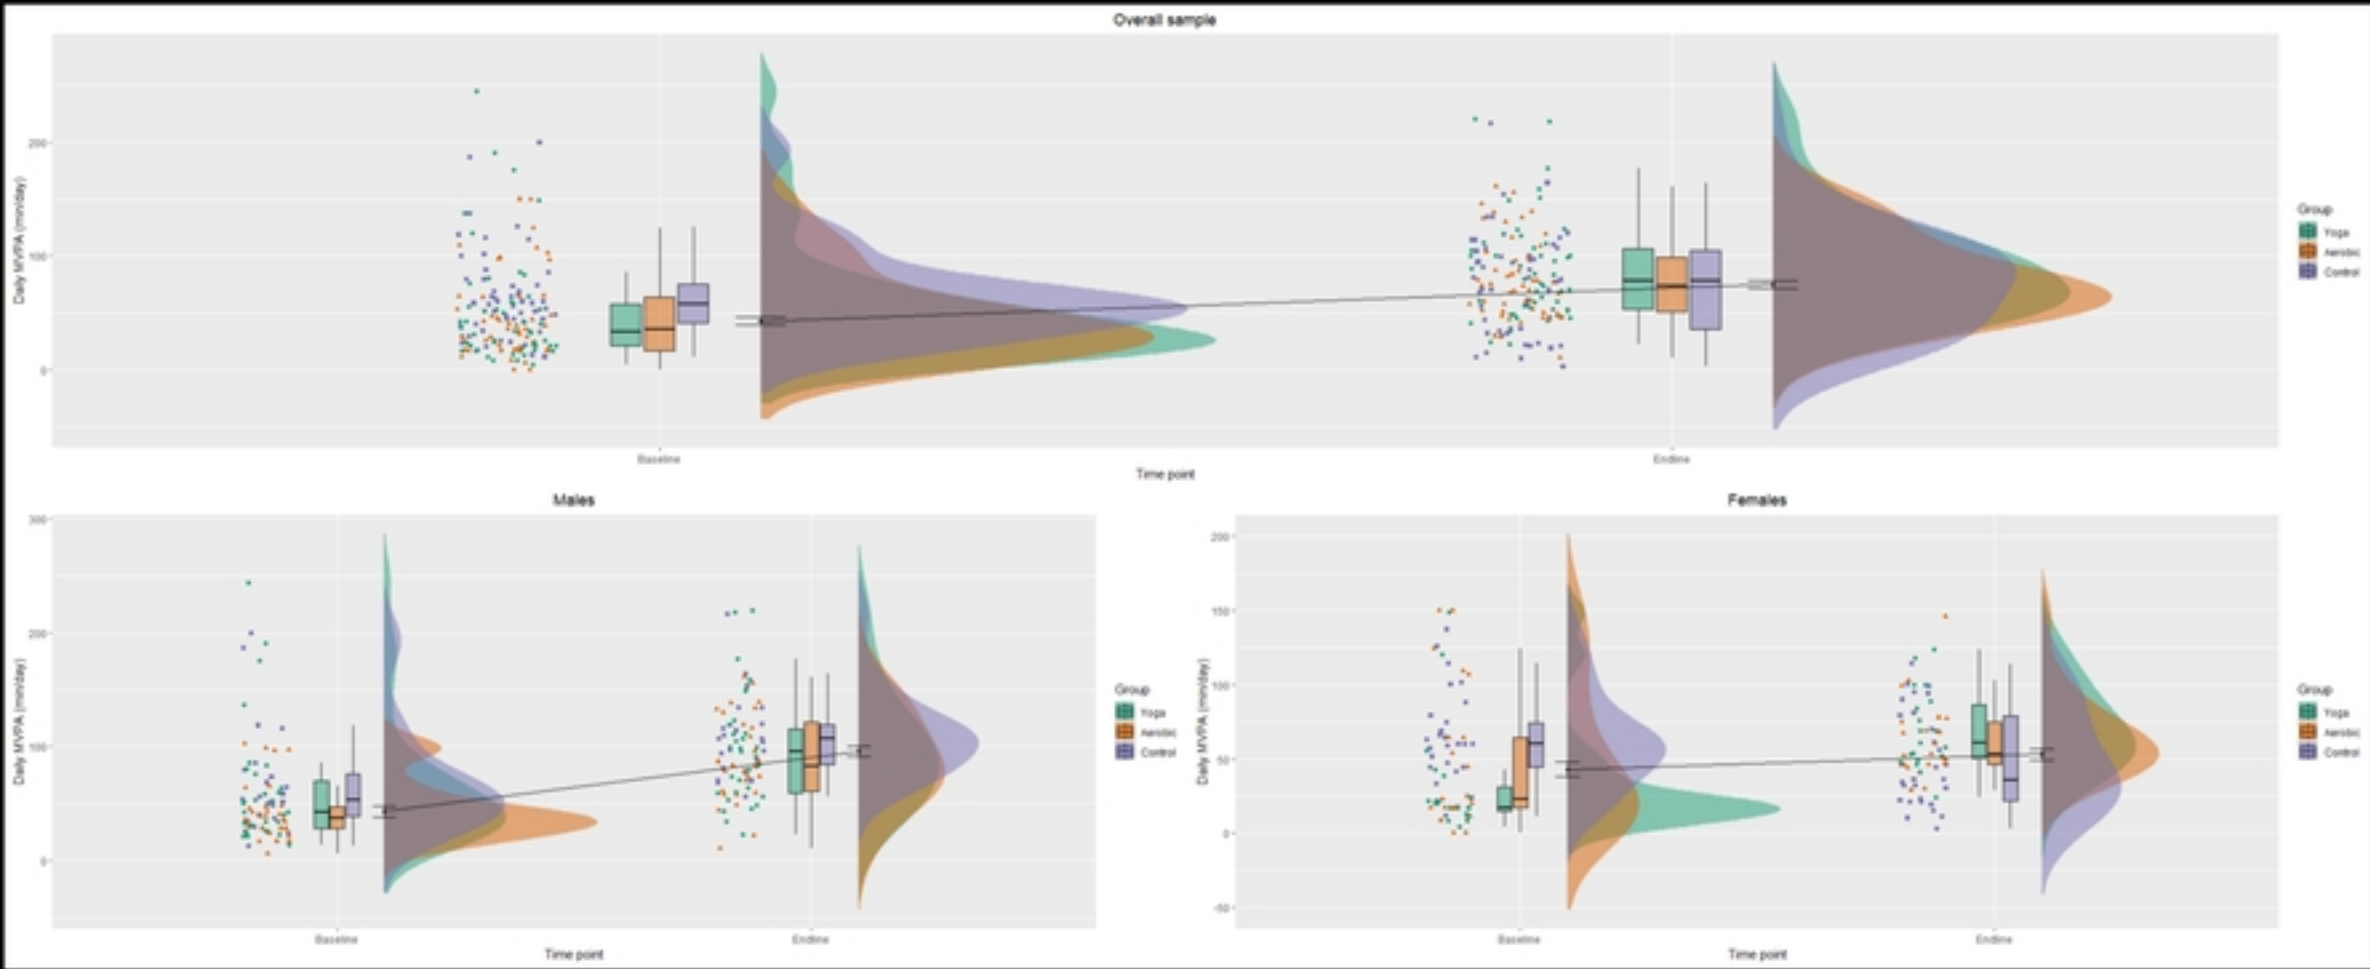 Overall sample
Daily MVPA (min/day)
200
100
0
Baseline
Endline
Time point
Group
Yoga
Aerobic
Control
Males
Daily MVPA (min/day)
300
200
100
0
Baseline
Endline
Time point
Group
Yoga
Aerobic
Control
Females
Daily MVPA (min/day)
200
150
100
50
0
-50
Baseline
Endline
Time point
Group
Yoga
Aerobic
Control